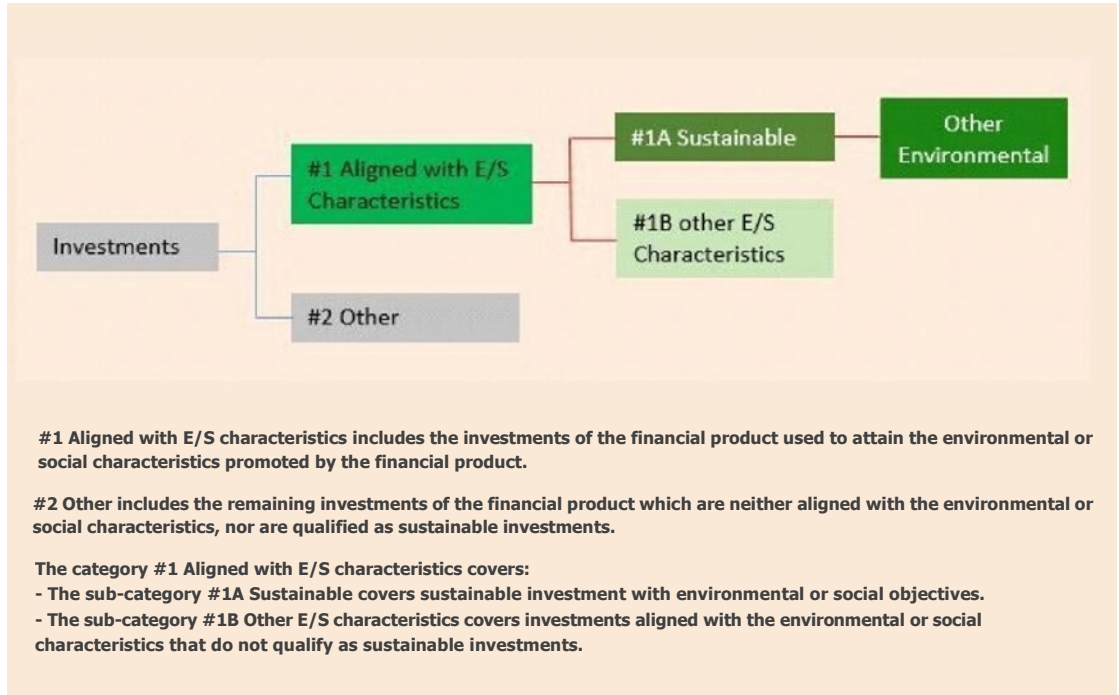 Investments
#1 Aligned with E/S
Characteristics
#2 Other
#1A Sustainable
#1B other E/S
Characteristics
Other
Environmental
#1 Aligned with E/S characteristics includes the investments of the financial product used to attain the environmental or
social characteristics promoted by the financial product.
#2 Other includes the remaining investments of the financial product which are neither aligned with the environmental or
social characteristics, nor are qualified as sustainable investments.
The category #1 Aligned with E/S characteristics covers:
- The sub-category #1A Sustainable covers sustainable investment with environmental or social objectives.
- The sub-category #1B Other E/S characteristics covers investments aligned with the environmental or social
characteristics that do not qualify as sustainable investments.